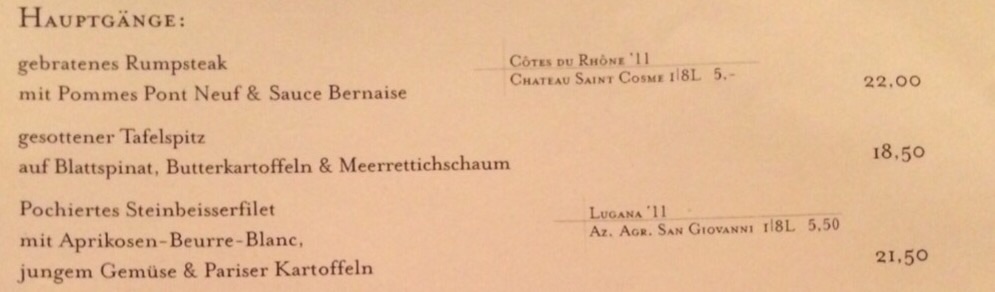 Hauptgänge:
gebratenes Rumpsteak
mit Pommes Pont Neuf & Sauce Bernaise
Côtes du Rhône '11
Chateau Saint Cosme 1|8L 5,-
22,00
gesottener Tafelspitz
auf Blattspinat, Butterkartoffeln & Meerrettichschaum
18,50
Pochiertes Steinbeisserfilet
mit Aprikosen-Beurre-Blanc,
jungem Gemüse & Pariser Kartoffeln
Lugana '11
Az. Agr. San Giovanni 1|8L 5,50
21,50